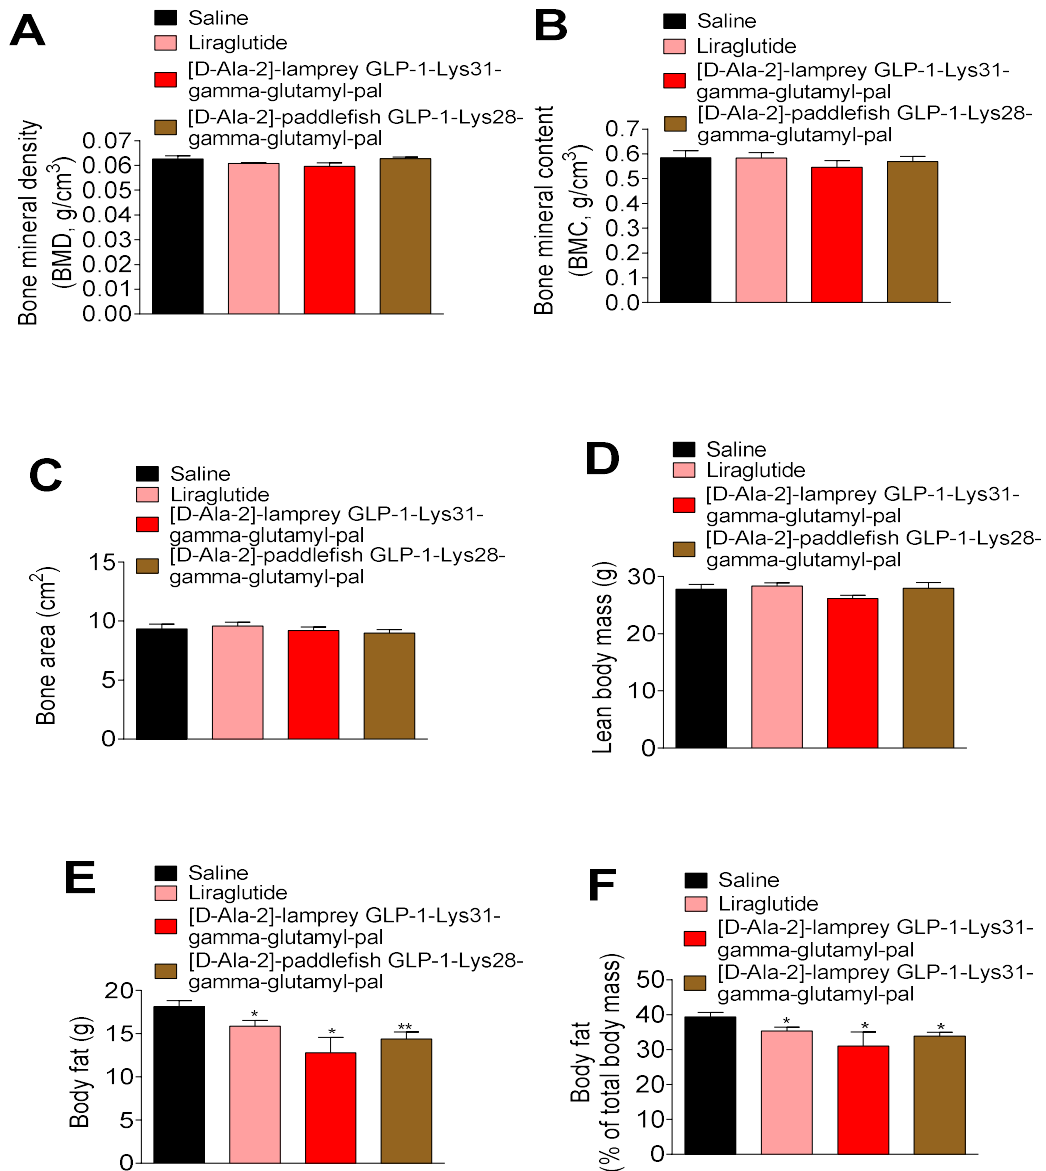 A
Saline
Liraglutide
[D-Ala-2]-lamprey GLP-1-Lys31-
gamma-glutamyl-pal
[D-Ala-2]-paddlefish GLP-1-Lys28-
gamma-glutamyl-pal
Bone mineral density
(BMD, g/cm³)
0.07
0.06
0.05
0.04
0.03
0.02
0.01
0.00
B
Saline
Liraglutide
[D-Ala-2]-lamprey GLP-1-Lys31-
gamma-glutamyl-pal
[D-Ala-2]-paddlefish GLP-1-Lys28-
gamma-glutamyl-pal
Bone mineral content
(BMC, g/cm³)
0.7
0.6
0.5
0.4
0.3
0.2
0.1
0.0
C
Saline
Liraglutide
[D-Ala-2]-lamprey GLP-1-Lys31-
gamma-glutamyl-pal
[D-Ala-2]-paddlefish GLP-1-Lys28-
gamma-glutamyl-pal
Bone area (cm²)
15
10
5
0
D
Saline
Liraglutide
[D-Ala-2]-lamprey GLP-1-Lys31-
gamma-glutamyl-pal
[D-Ala-2]-paddlefish GLP-1-Lys28-
gamma-glutamyl-pal
Lean body mass (g)
30
20
10
0
E
Saline
Liraglutide
[D-Ala-2]-lamprey GLP-1-Lys31-
gamma-glutamyl-pal
[D-Ala-2]-paddlefish GLP-1-Lys28-
gamma-glutamyl-pal
Body fat (g)
20
15
10
5
0
* * **
F
Saline
Liraglutide
[D-Ala-2]-lamprey GLP-1-Lys31-
gamma-glutamyl-pal
[D-Ala-2]-lamprey GLP-1-Lys31-
gamma-glutamyl-pal
Body fat
(% of total body mass)
50
40
30
20
10
0
* * *